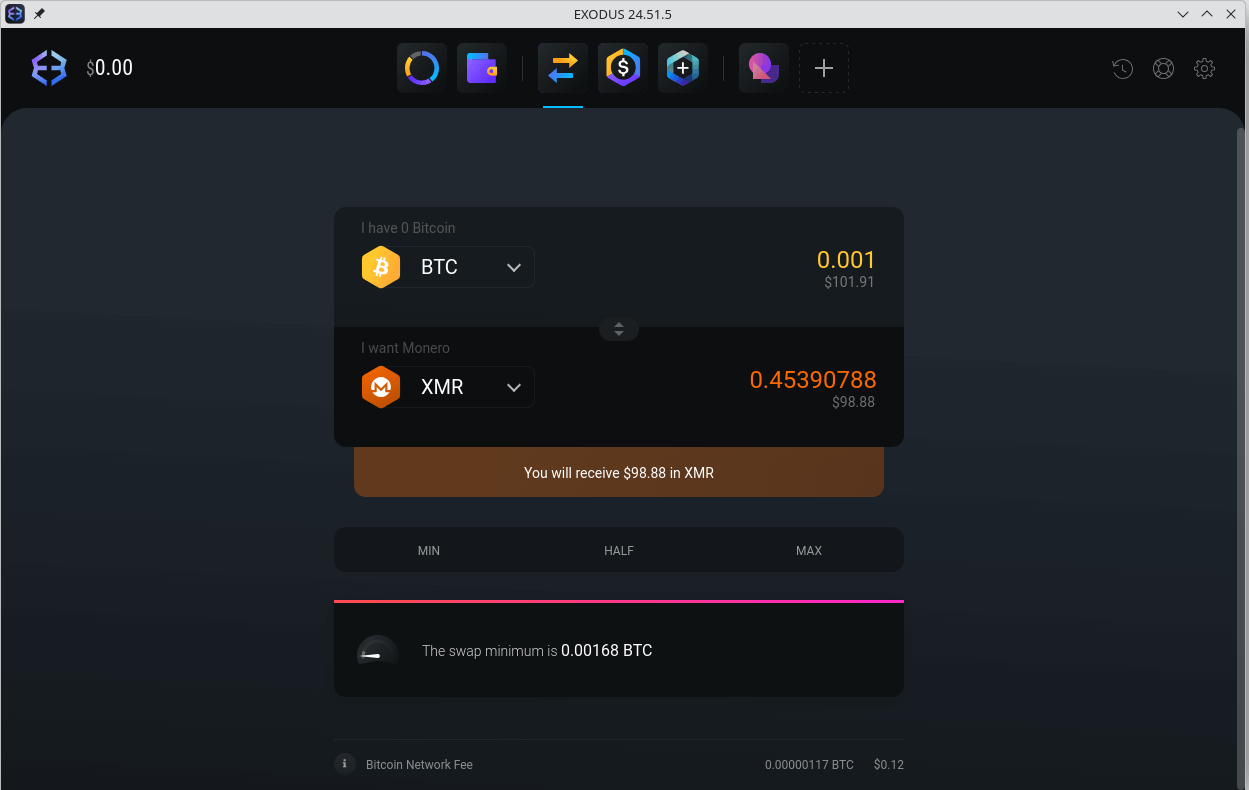 EXODUS 24.51.5
$0.00
I have 0 Bitcoin
BTC
0.001
$101.91
I want Monero
XMR
0.45390788
$98.88
You will receive $98.88 in XMR
MIN HALF MAX
The swap minimum is 0.00168 BTC
Bitcoin Network Fee 0.00000117 BTC $0.12